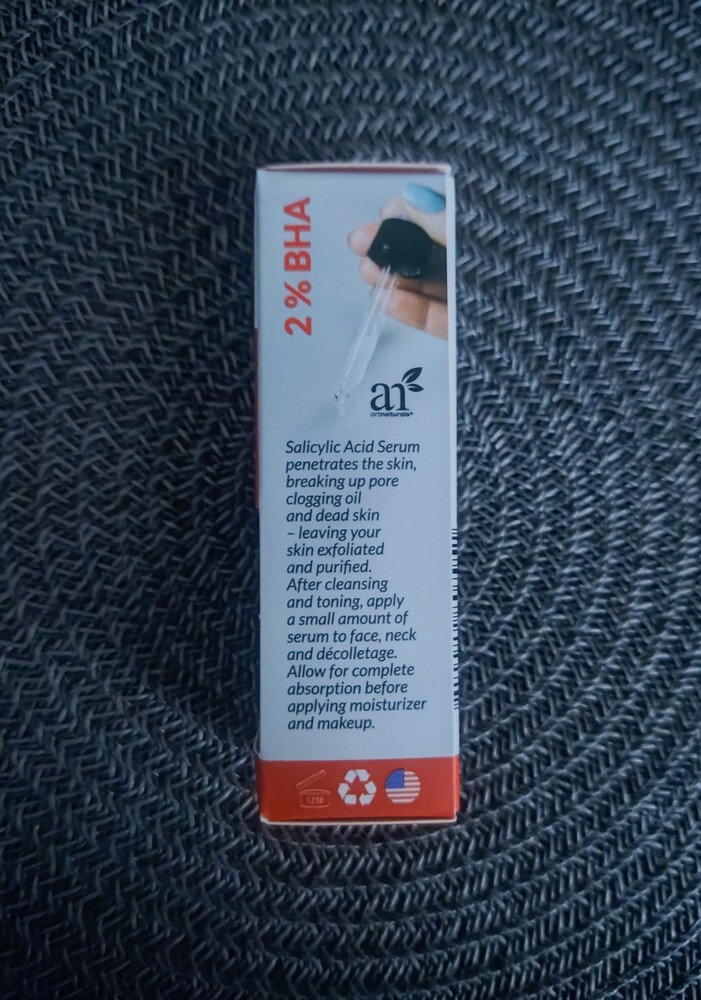 2 % BHA
an
artnaturals®
Salicylic Acid Serum
penetrates the skin,
breaking up pore
clogging oil
and dead skin
– leaving your
skin exfoliated
and purified.
After cleansing
and toning, apply
a small amount of
serum to face, neck
and décolletage.
Allow for complete
absorption before
applying moisturizer
and makeup.
12M